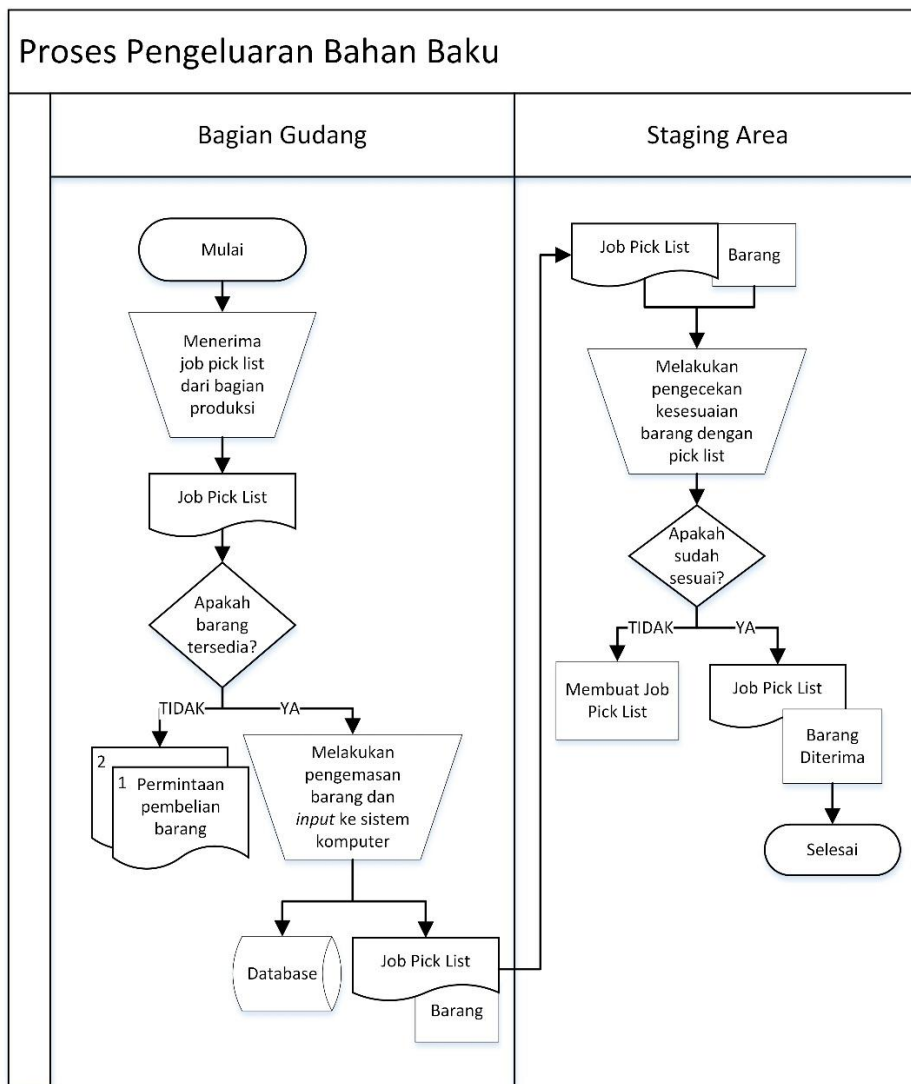 Proses Pengeluaran Bahan Baku
Bagian Gudang
Staging Area
Mulai
Menerima
job pick list
dari bagian
produksi
Job Pick List
Apakah
barang
tersedia?
TIDAK
YA
2
1 Permintaan
pembelian
barang
Melakukan
pengemasan
barang dan
input ke sistem
komputer
Database
Job Pick List
Barang
Job Pick List
Barang
Melakukan
pengecekan
kesesuaian
barang dengan
pick list
Apakah
sudah
sesuai?
TIDAK
YA
Membuat Job
Pick List
Job Pick List
Barang
Diterima
Selesai